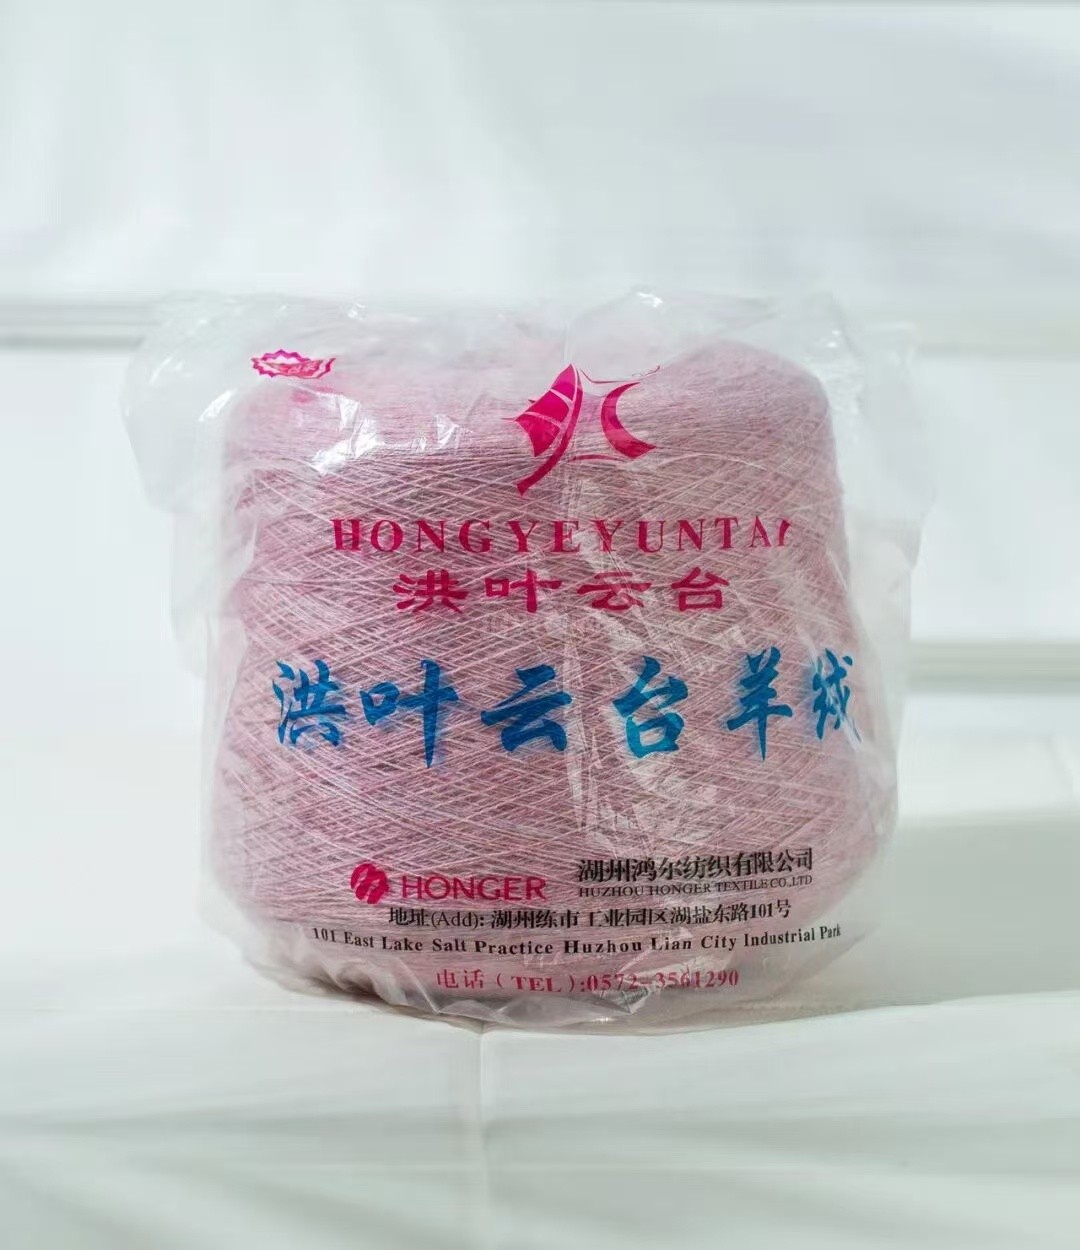 HONGYEYUNTAI
洪叶云台
洪叶云台羊绒
HONGER
湖州鸿尔纺织有限公司
HUZHOU HONGER TEXTILE CO.,LTD
地址(Add): 湖州练市工业园区湖盐东路101号
101 East Lake Salt Practice Huzhou Lian City Industrial Park
电话（TEL）:0572-3561290